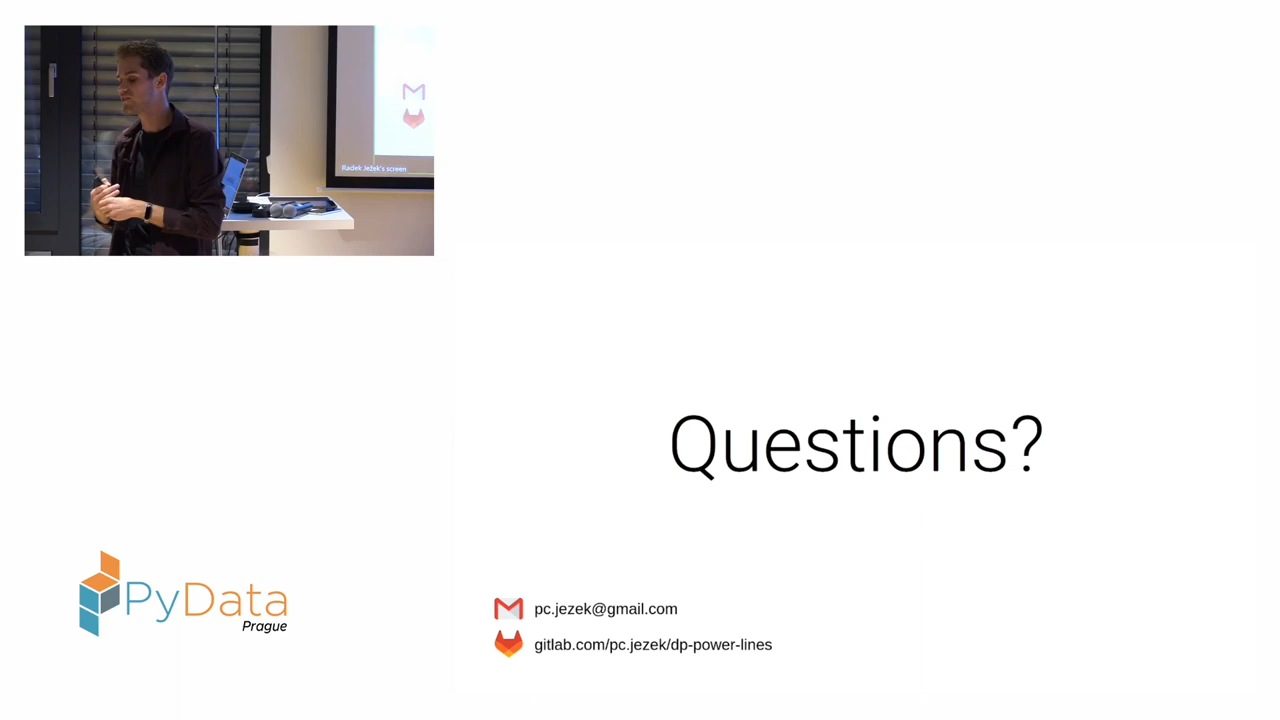 Radek Ježek's screen
Questions?
PyData
Prague
pc.jezek@gmail.com
gitlab.com/pc.jezek/dp-power-lines